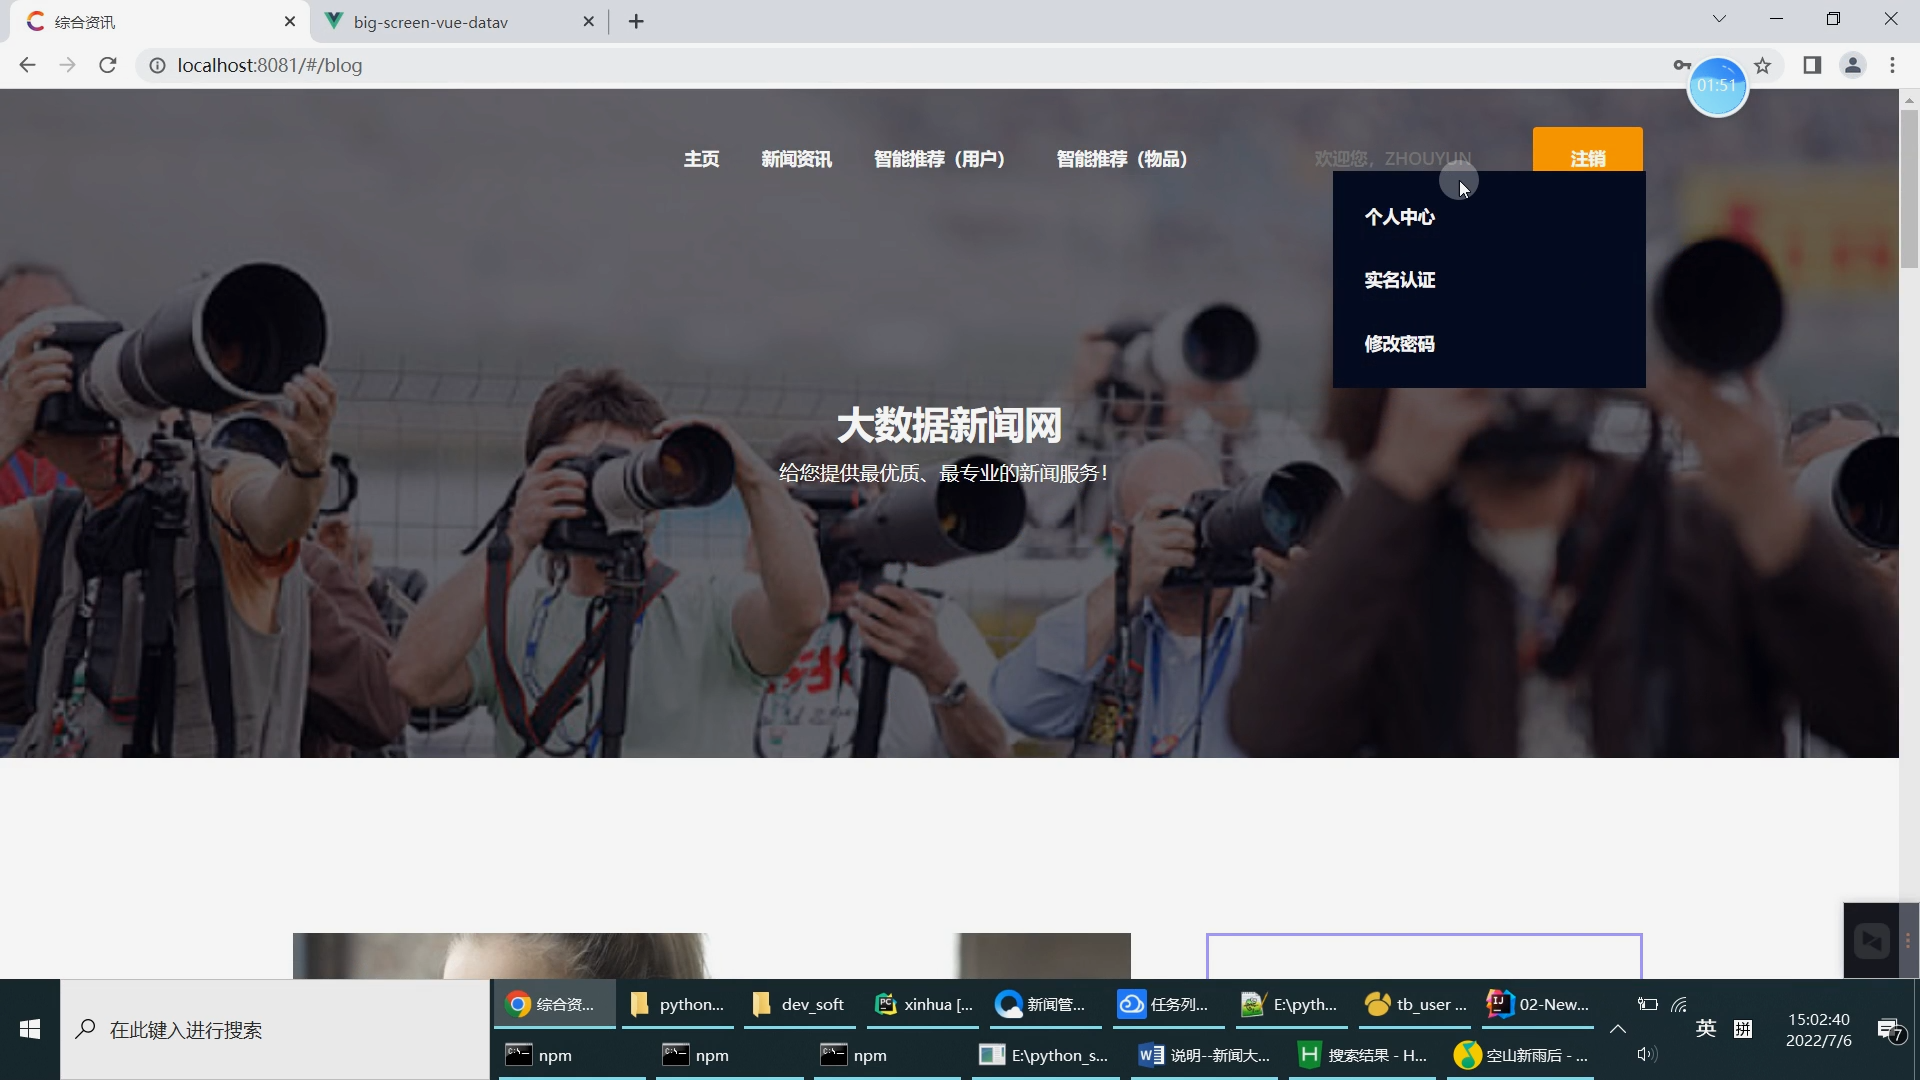 综合资讯
big-screen-vue-datav
localhost:8081/#/blog
01:51
主页
新闻资讯
智能推荐（用户）
智能推荐（物品）
欢迎您，ZHOUYUN
注销
个人中心
实名认证
修改密码
大数据新闻网
给您提供最优质、最专业的新闻服务！
在此键入进行搜索
综合资...
python...
dev_soft
xinhua [...
新闻管...
任务列...
E:\pyth...
tb_user ...
02-New...
npm
npm
npm
E:\python_s...
说明--新闻大...
搜索结果 - H...
空山新雨后 - ...
英
拼
15:02:40
2022/7/6
7